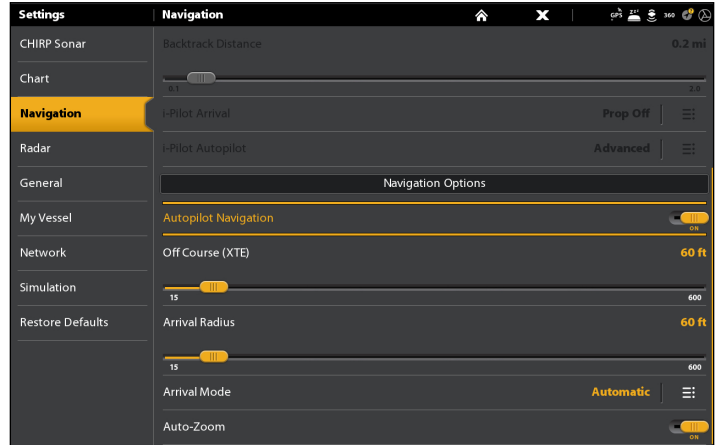 Settings
Navigation
GPS
360
CHIRP Sonar
Chart
Navigation
Radar
General
My Vessel
Network
Simulation
Restore Defaults
Backtrack Distance 0.2 mi
0.1 2.0
i-Pilot Arrival Prop Off
i-Pilot Autopilot Advanced
Navigation Options
Autopilot Navigation
ON
Off Course (XTE) 60 ft
15 600
Arrival Radius 60 ft
15 600
Arrival Mode Automatic
Auto-Zoom
ON